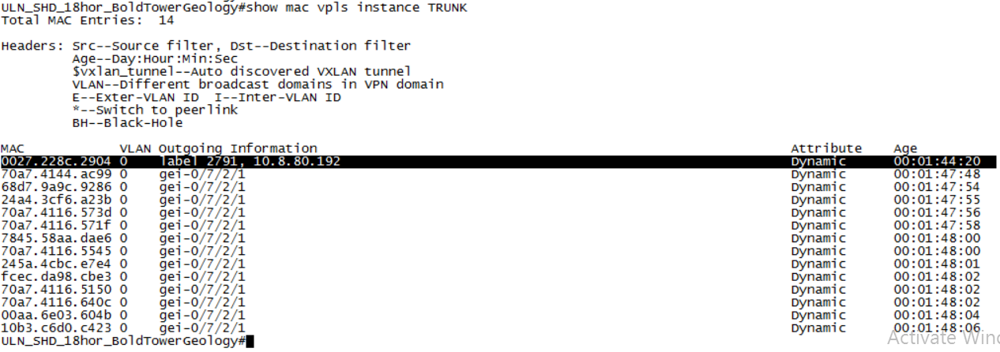 ULN_SHD_18hor_BoldTowerGeology#show mac vpls instance TRUNK
Total MAC Entries:  14
Headers: Src--Source filter, Dst--Destination filter
Age--Day:Hour:Min:Sec
$vxlan_tunnel--Auto discovered VXLAN tunnel
VLAN--Different broadcast domains in VPN domain
E--Exter-VLAN ID  I--Inter-VLAN ID
*--Switch to peerlink
BH--Black-Hole
MAC VLAN Outgoing Information Attribute Age
0027.228c.2904 0 label 2791, 10.8.80.192 Dynamic 00:01:44:20
70a7.4144.ac99 0 gei-0/7/2/1 Dynamic 00:01:47:48
68d7.9a9c.9286 0 gei-0/7/2/1 Dynamic 00:01:47:54
24a4.3cf6.a23b 0 gei-0/7/2/1 Dynamic 00:01:47:55
70a7.4116.573d 0 gei-0/7/2/1 Dynamic 00:01:47:56
70a7.4116.571f 0 gei-0/7/2/1 Dynamic 00:01:47:58
7845.58aa.dae6 0 gei-0/7/2/1 Dynamic 00:01:48:00
70a7.4116.5545 0 gei-0/7/2/1 Dynamic 00:01:48:00
245a.4cbc.e7e4 0 gei-0/7/2/1 Dynamic 00:01:48:01
fcec.da98.cbe3 0 gei-0/7/2/1 Dynamic 00:01:48:02
70a7.4116.5150 0 gei-0/7/2/1 Dynamic 00:01:48:02
70a7.4116.640c 0 gei-0/7/2/1 Dynamic 00:01:48:02
00aa.6e03.604b 0 gei-0/7/2/1 Dynamic 00:01:48:04
10b3.c6d0.c423 0 gei-0/7/2/1 Dynamic 00:01:48:06
ULN_SHD_18hor_BoldTowerGeology#
Activate Wind